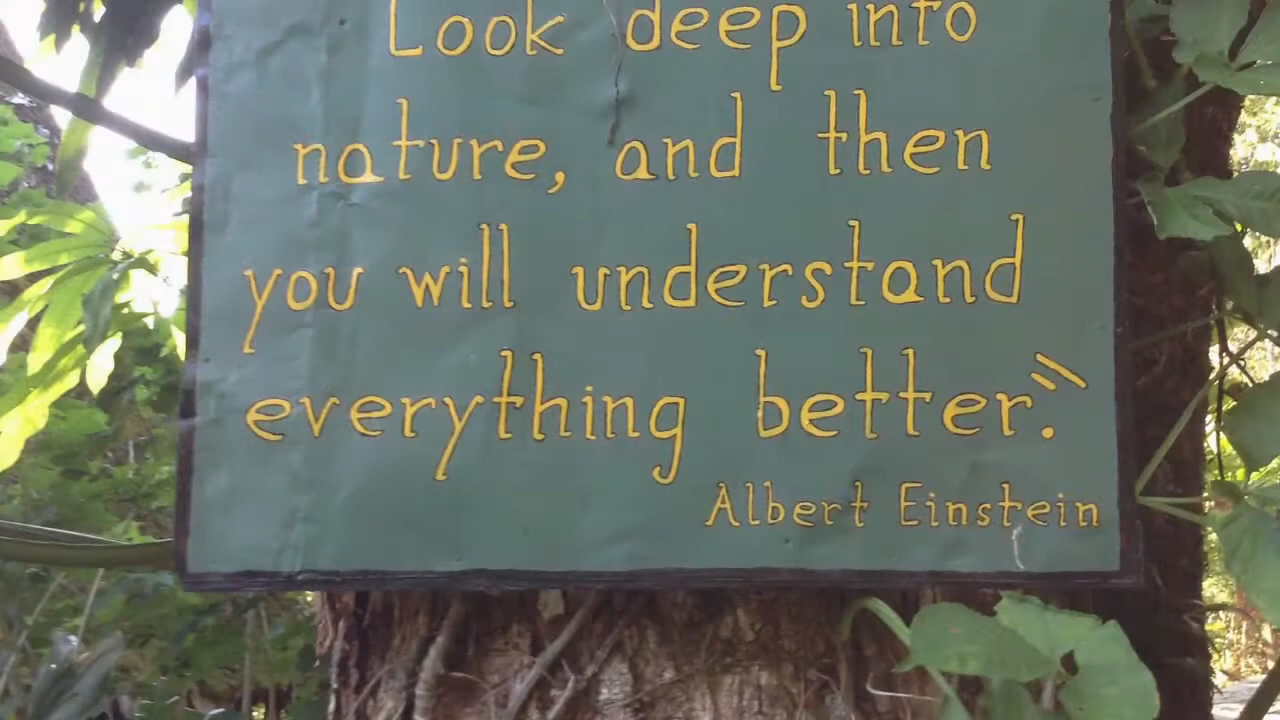 Look deep into
nature, and then
you will understand
everything better."
Albert Einstein